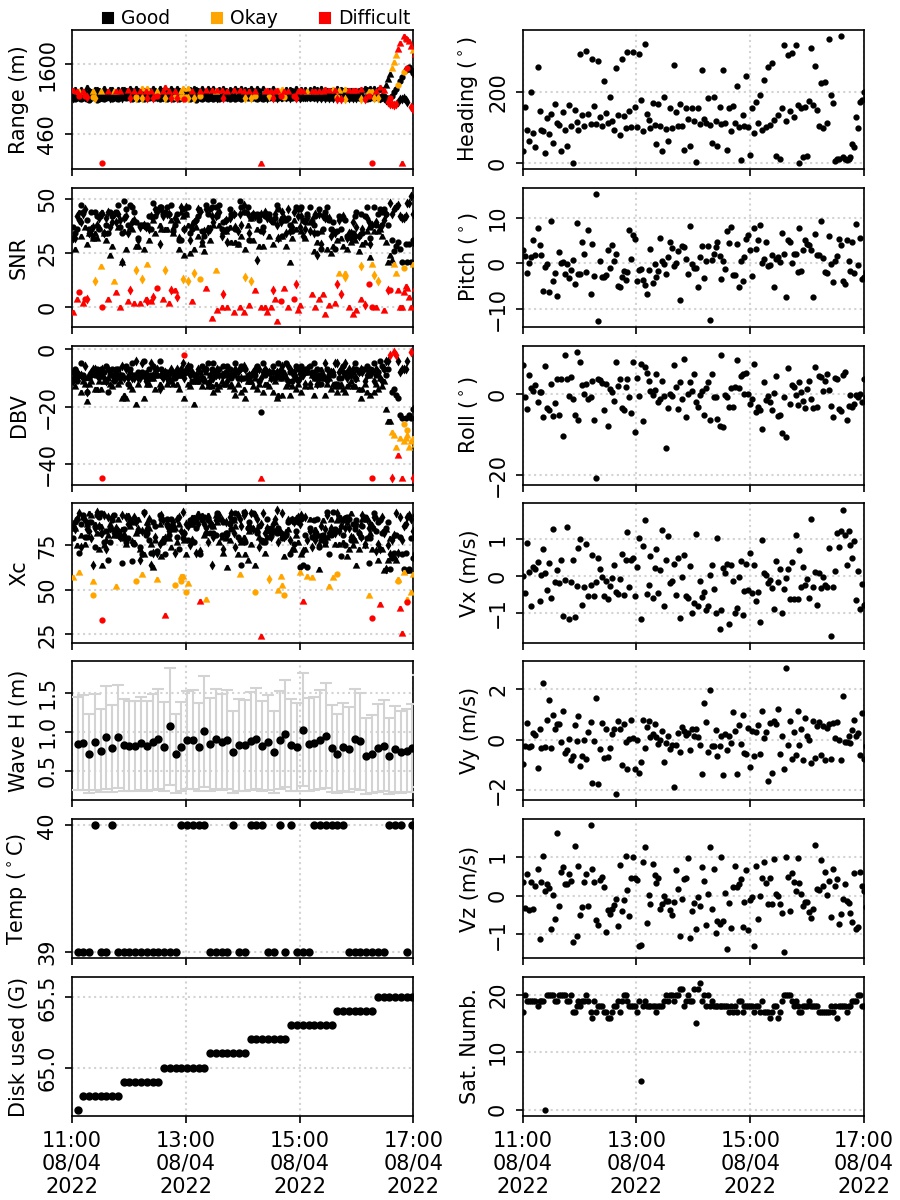 Good Okay Difficult
Range (m)
1600
460
Heading (°)
200
0
SNR
50
25
0
Pitch (°)
10
0
−10
DBV
0
−20
−40
Roll (°)
0
−20
Xc
75
50
25
Vx (m/s)
1
0
−1
Wave H (m)
1.5
1.0
0.5
Vy (m/s)
2
0
−2
Temp (°C)
40
39
Vz (m/s)
1
0
−1
Disk used (G)
65.5
65.0
Sat. Numb.
20
10
0
11:00 13:00 15:00 17:00
08/04 08/04 08/04 08/04
2022 2022 2022 2022
11:00 13:00 15:00 17:00
08/04 08/04 08/04 08/04
2022 2022 2022 2022